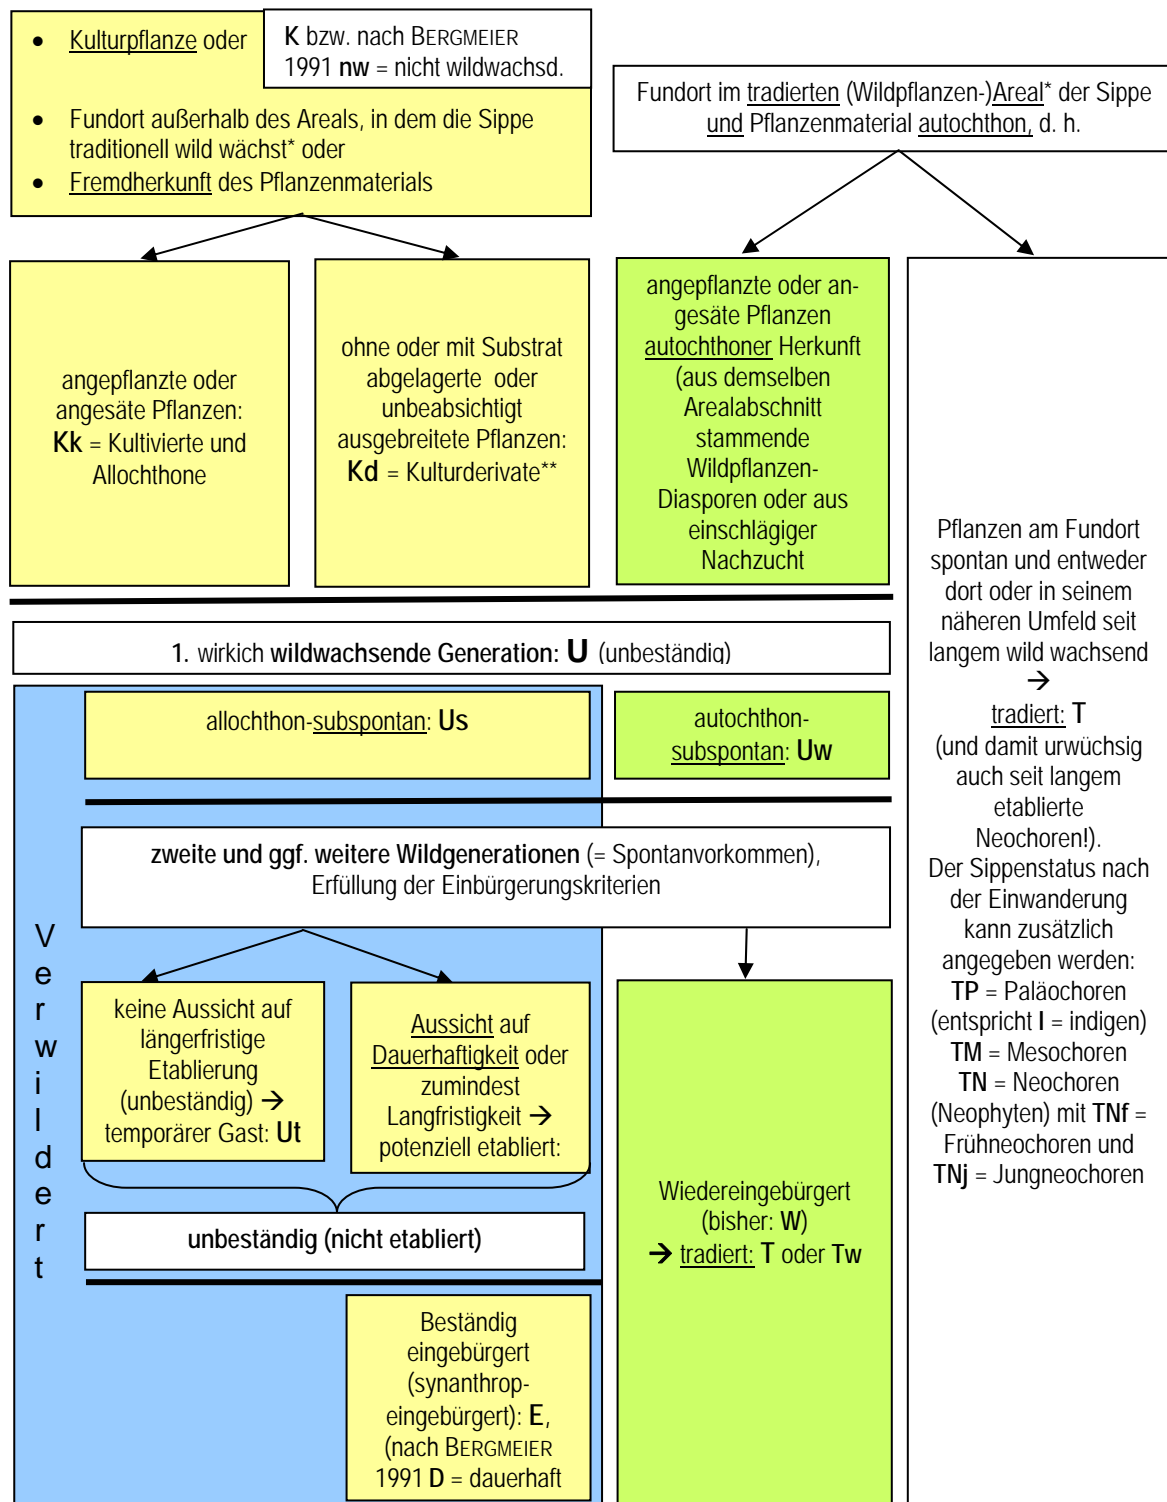 • Kulturpflanze oder
K bzw. nach BERGMEIER
1991 nw = nicht wildwachsd.
• Fundort außerhalb des Areals, in dem die Sippe
traditionell wild wächst* oder
• Fremdherkunft des Pflanzenmaterials
Fundort im tradierten (Wildpflanzen-)Areal* der Sippe
und Pflanzenmaterial autochthon, d. h.
angepflanzte oder
angesäte Pflanzen:
Kk = Kultivierte und
Allochthone
ohne oder mit Substrat
abgelagerte oder
unbeabsichtigt
ausgebreitete Pflanzen:
Kd = Kulturderivate**
angepflanzte oder an-
gesäte Pflanzen
autochthoner Herkunft
(aus demselben
Arealabschnitt
stammende
Wildpflanzen-
Diasporen oder aus
einschlägiger
Nachzucht
Pflanzen am Fundort
spontan und entweder
dort oder in seinem
näheren Umfeld seit
langem wild wachsend
→
tradiert: T
(und damit urwüchsig
auch seit langem
etablierte
Neochoren!).
Der Sippenstatus nach
der Einwanderung
kann zusätzlich
angegeben werden:
TP = Paläochoren
(entspricht I = indigen)
TM = Mesochoren
TN = Neochoren
(Neophyten) mit TNf =
Frühneochoren und
TNj = Jungneochoren
1. wirkich wildwachsende Generation: U (unbeständig)
allochthon-subspontan: Us
autochthon-
subspontan: Uw
zweite und ggf. weitere Wildgenerationen (= Spontanvorkommen),
Erfüllung der Einbürgerungskriterien
Verwildert
keine Aussicht auf
längerfristige
Etablierung
(unbeständig) →
temporärer Gast: Ut
Aussicht auf
Dauerhaftigkeit oder
zumindest
Langfristigkeit →
potenziell etabliert:
unbeständig (nicht etabliert)
Wiedereingebürgert
(bisher: W)
→ tradiert: T oder Tw
Beständig
eingebürgert
(synanthrop-
eingebürgert): E,
(nach BERGMEIER
1991 D = dauerhaft